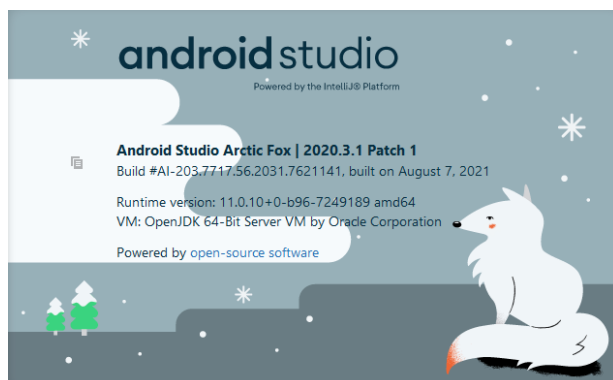 androidstudio
Powered by the IntelliJ® Platform
Android Studio Arctic Fox | 2020.3.1 Patch 1
Build #AI-203.7717.56.2031.7621141, built on August 7, 2021
Runtime version: 11.0.10+0-b96-7249189 amd64
VM: OpenJDK 64-Bit Server VM by Oracle Corporation
Powered by open-source software